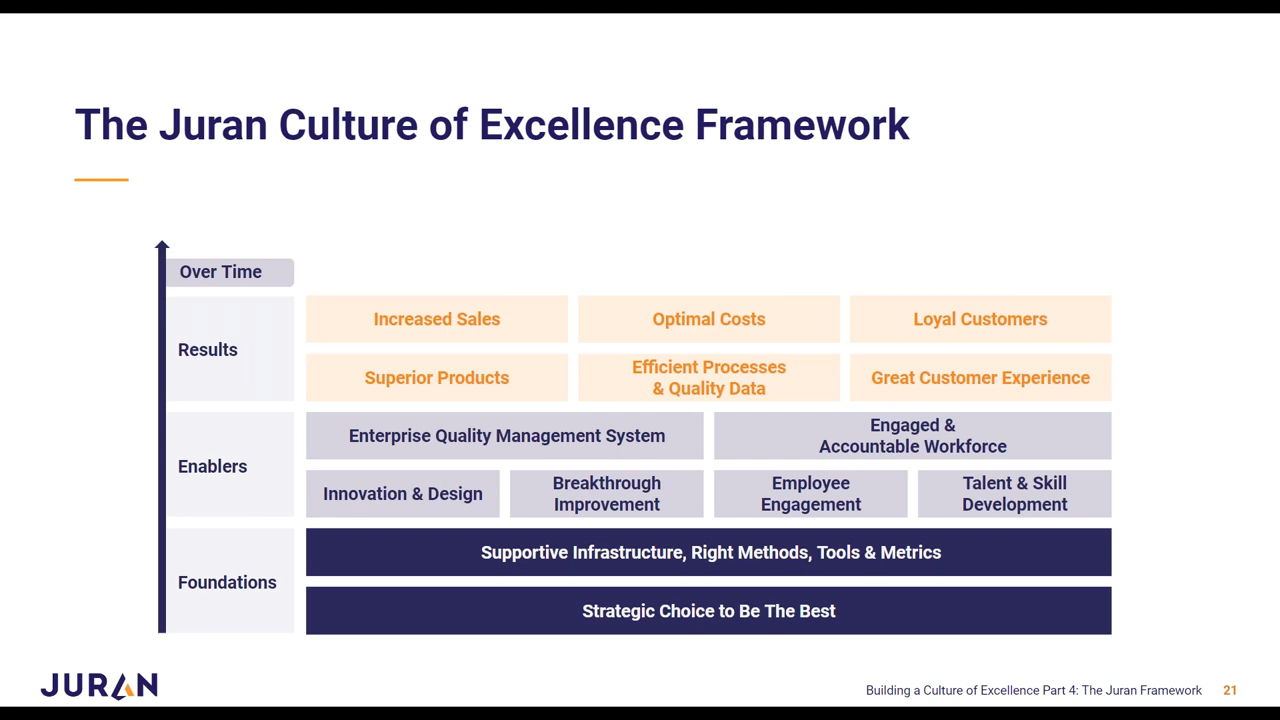 The Juran Culture of Excellence Framework
Over Time
Results
Increased Sales
Optimal Costs
Loyal Customers
Superior Products
Efficient Processes
& Quality Data
Great Customer Experience
Enablers
Enterprise Quality Management System
Engaged &
Accountable Workforce
Innovation & Design
Breakthrough
Improvement
Employee
Engagement
Talent & Skill
Development
Foundations
Supportive Infrastructure, Right Methods, Tools & Metrics
Strategic Choice to Be The Best
JURAN
Building a Culture of Excellence Part 4: The Juran Framework 21